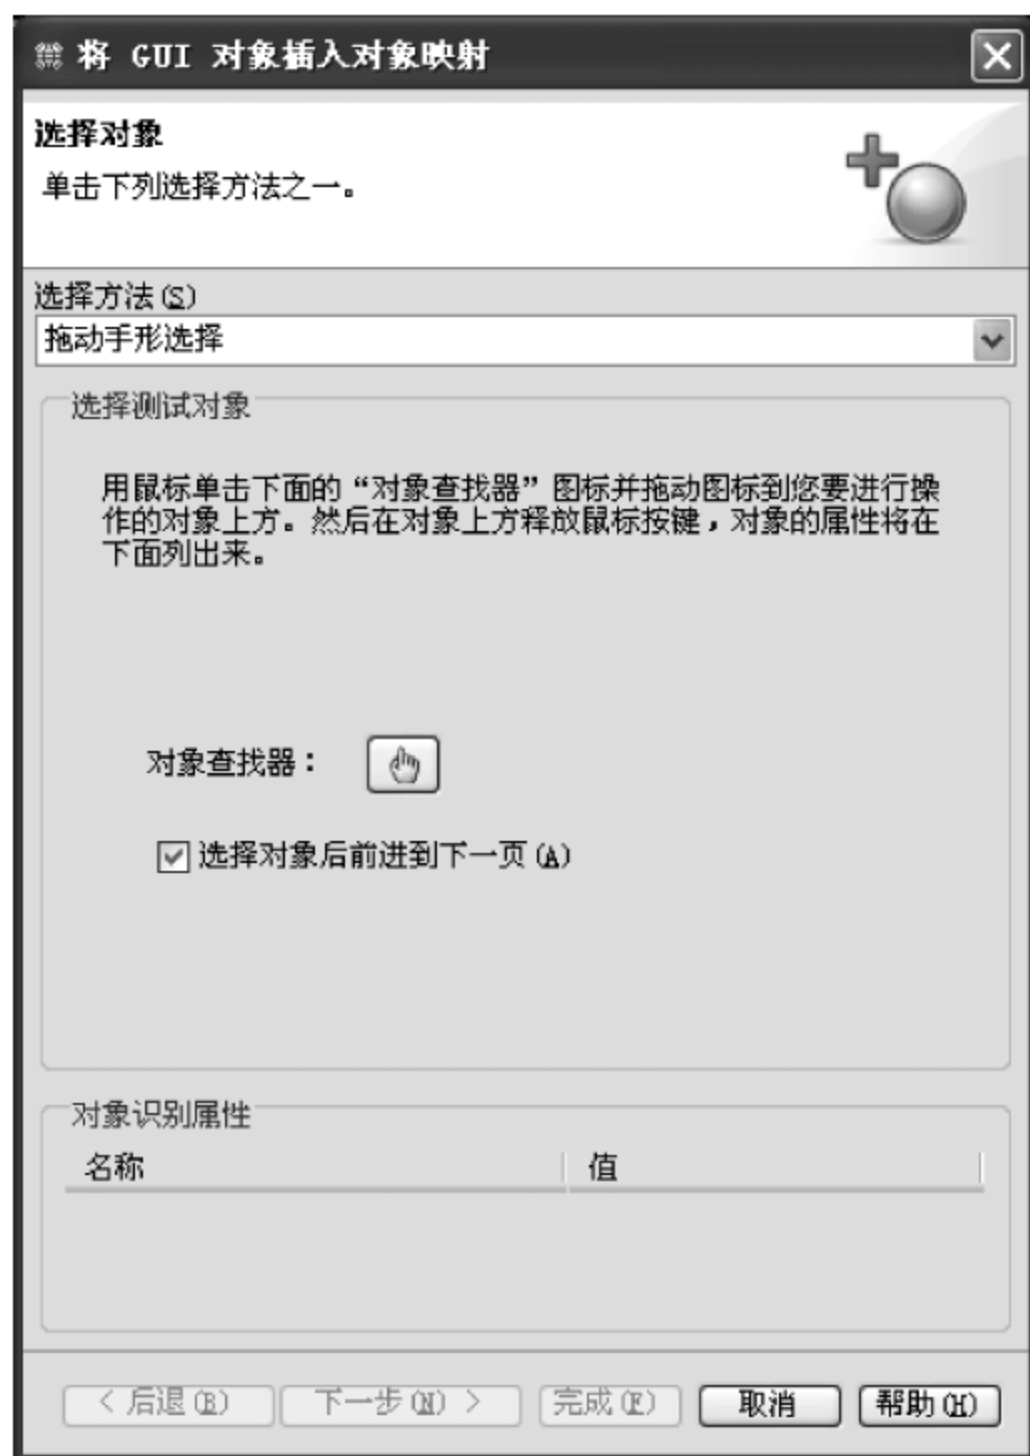 将 GUI 对象插入对象映射
选择对象
单击下列选择方法之一。
选择方法(S)
拖动手形选择
选择测试对象
用鼠标单击下面的“对象查找器”图标并拖动图标到您要进行操
作的对象上方。然后在对象上方释放鼠标按键，对象的属性将在
下面列出来。
对象查找器：
选择对象后前进到下一页(A)
对象识别属性
名称 值
< 后退(B) 下一步(N) > 完成(F) 取消 帮助(H)